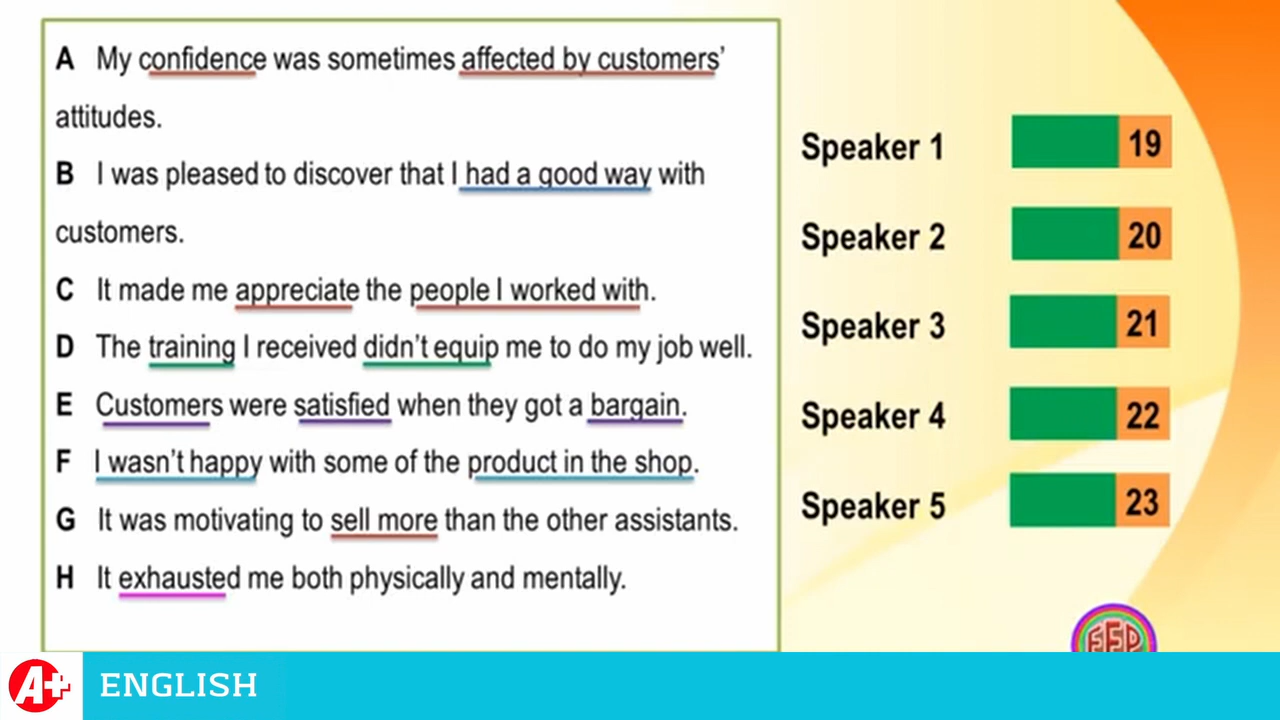 A My confidence was sometimes affected by customers’
attitudes.
B I was pleased to discover that I had a good way with
customers.
C It made me appreciate the people I worked with.
D The training I received didn’t equip me to do my job well.
E Customers were satisfied when they got a bargain.
F I wasn’t happy with some of the product in the shop.
G It was motivating to sell more than the other assistants.
H It exhausted me both physically and mentally.
Speaker 1 19
Speaker 2 20
Speaker 3 21
Speaker 4 22
Speaker 5 23
A+ ENGLISH